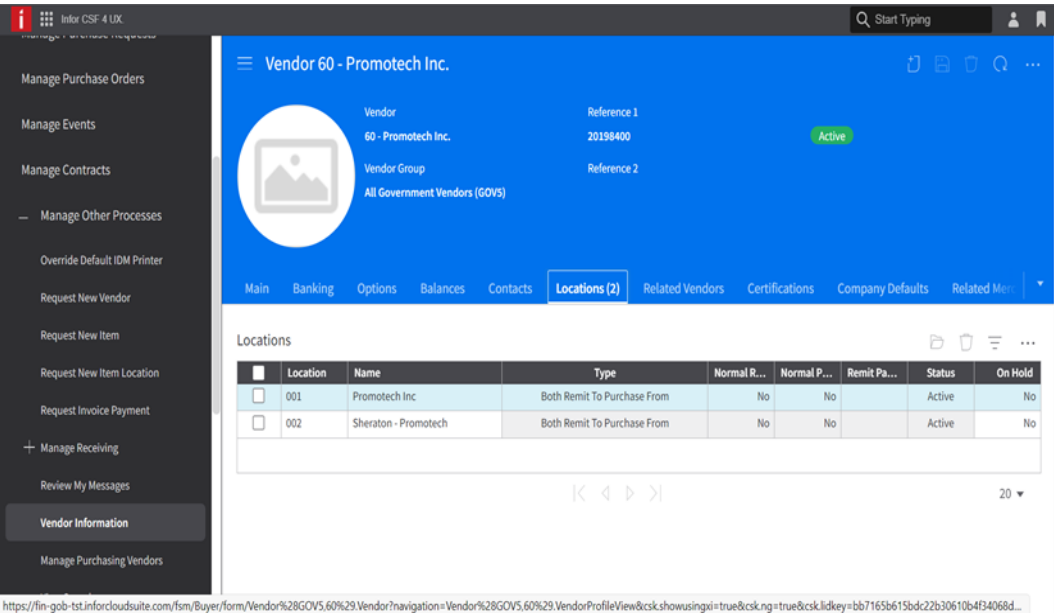 Infor CSF 4 UX.
Start Typing
Manage Purchase Requests
Manage Purchase Orders
Manage Events
Manage Contracts
Manage Other Processes
Override Default IDM Printer
Request New Vendor
Request New Item
Request New Item Location
Request Invoice Payment
Manage Receiving
Review My Messages
Vendor Information
Manage Purchasing Vendors
Vendor 60 - Promotech Inc.
Vendor Reference 1
60 - Promotech Inc. 20198400 Active
Vendor Group Reference 2
All Government Vendors (GOV5)
Main Banking Options Balances Contacts Locations (2) Related Vendors Certifications Company Defaults Related Merc
Locations
Location Name Type Normal R... Normal P... Remit Pa... Status On Hold
001 Promotech Inc Both Remit To Purchase From No No Active No
002 Sheraton - Promotech Both Remit To Purchase From No No Active No
20
https://fin-gob-tst.inforcloudsuite.com/fsm/Buyer/form/Vendor%28GOV5,60%29.Vendor?navigation=Vendor%28GOV5,60%29.VendorProfileView&csk.showusingxi=true&csk.ng=true&csk.lidkey=bb7165b615bdc22b30610b4f34068d...